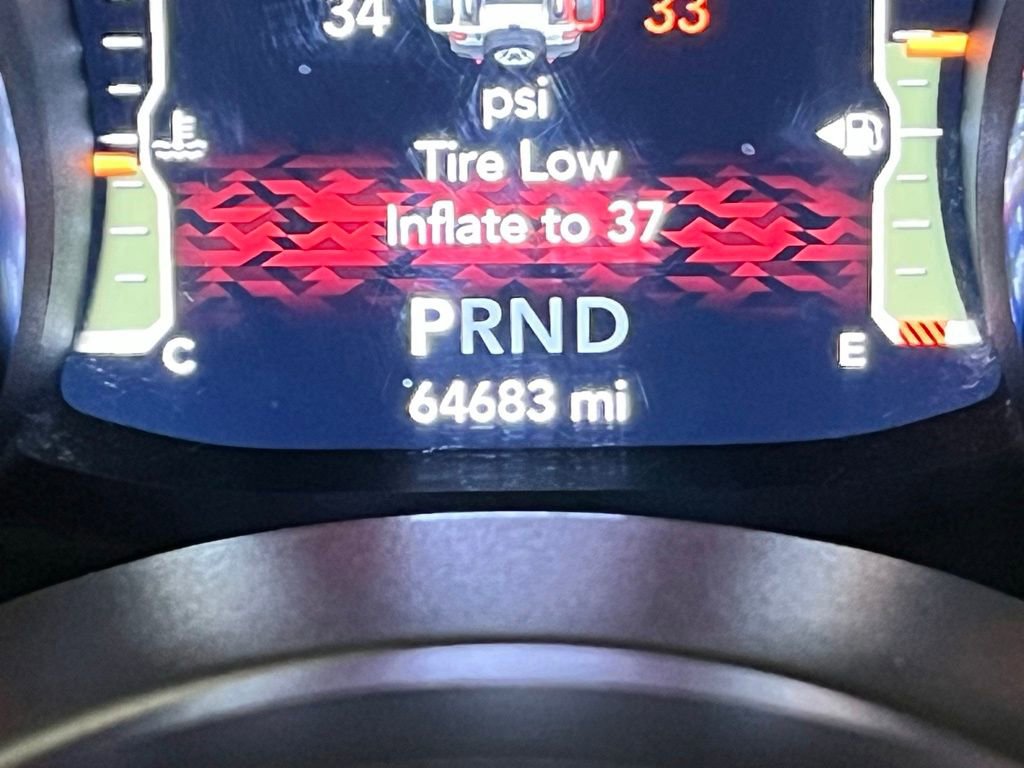 34 33
psi
Tire Low
Inflate to 37
PRND
C E
64683 mi